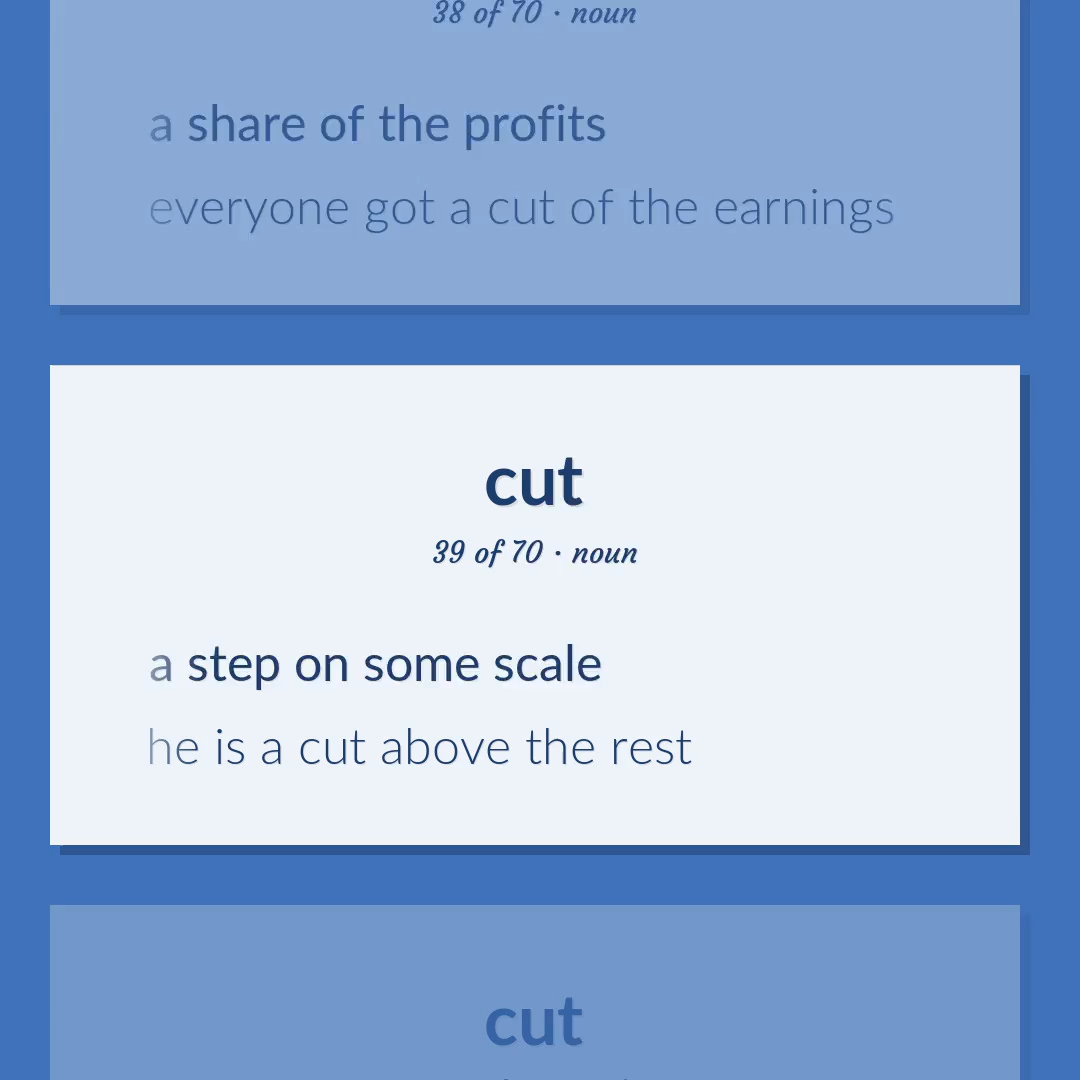 38 of 70 · noun
a share of the profits
everyone got a cut of the earnings
cut
39 of 70 · noun
a step on some scale
he is a cut above the rest
cut